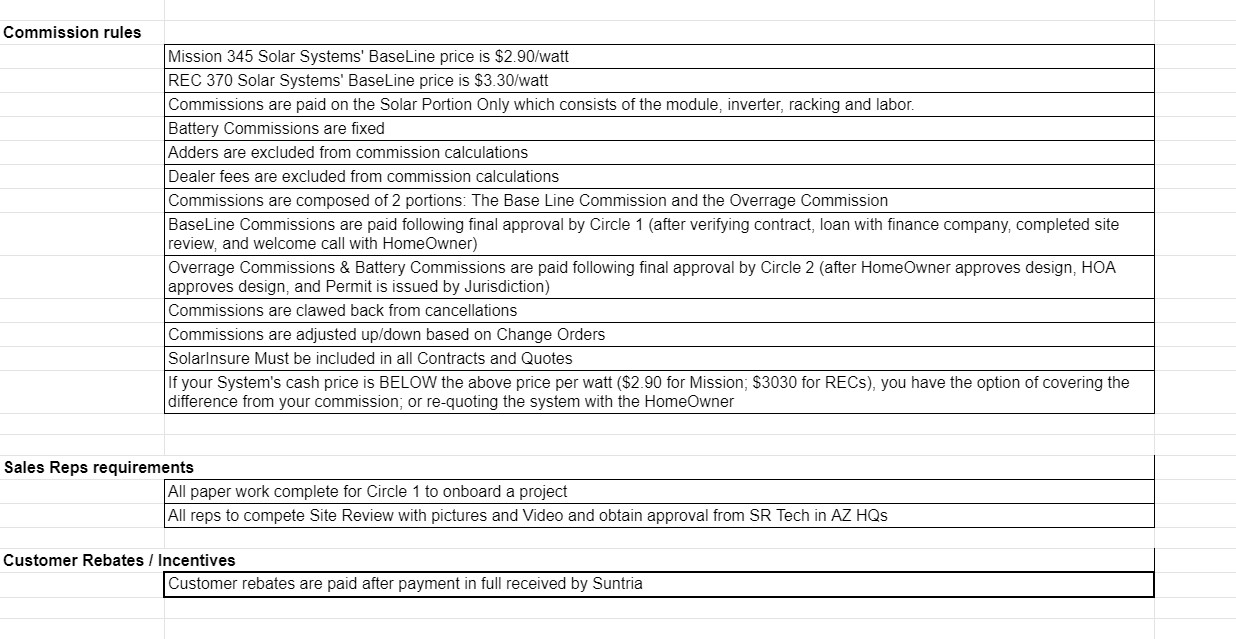 Commission rules
Mission 345 Solar Systems' BaseLine price is $2.90/watt
REC 370 Solar Systems' BaseLine price is $3.30/watt
Commissions are paid on the Solar Portion Only which consists of the module, inverter, racking and labor.
Battery Commissions are fixed
Adders are excluded from commission calculations
Dealer fees are excluded from commission calculations
Commissions are composed of 2 portions: The Base Line Commission and the Overrage Commission
BaseLine Commissions are paid following final approval by Circle 1 (after verifying contract, loan with finance company, completed site
review, and welcome call with HomeOwner)
Overrage Commissions & Battery Commissions are paid following final approval by Circle 2 (after HomeOwner approves design, HOA
approves design, and Permit is issued by Jurisdiction)
Commissions are clawed back from cancellations
Commissions are adjusted up/down based on Change Orders
SolarInsure Must be included in all Contracts and Quotes
If your System's cash price is BELOW the above price per watt ($2.90 for Mission; $3030 for RECs), you have the option of covering the
difference from your commission; or re-quoting the system with the HomeOwner
Sales Reps requirements
All paper work complete for Circle 1 to onboard a project
All reps to compete Site Review with pictures and Video and obtain approval from SR Tech in AZ HQs
Customer Rebates / Incentives
Customer rebates are paid after payment in full received by Suntria